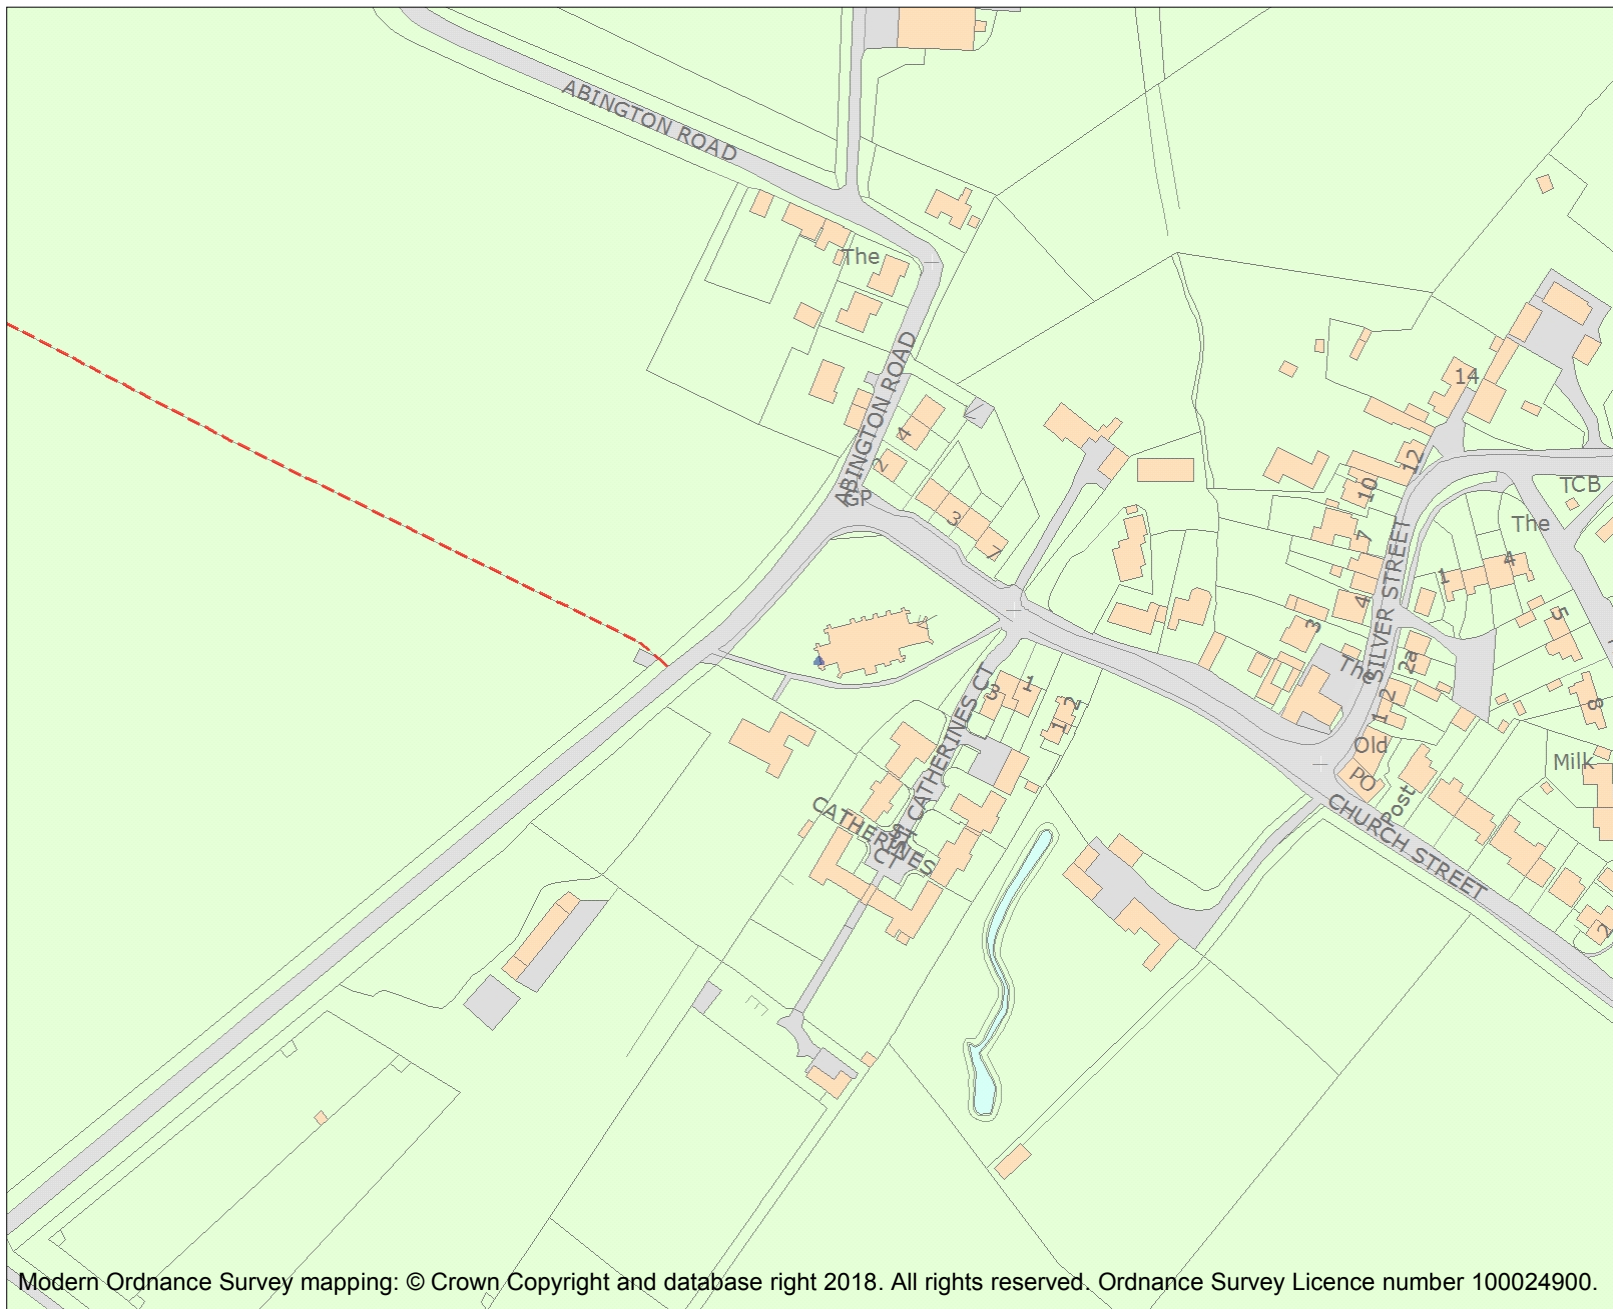 ABINGTON ROAD
The
ABINGTON ROAD
14
4
2
12
GP
10
TCB
3
The
7
7
4
1
4
3
5
SILVER STREET
The
2a
3
1
2
1
2
1
8
Old
ST CATHERINES CT
PO
Milk
Post
CATHERINES
CT
CHURCH STREET
2
Modern Ordnance Survey mapping: © Crown Copyright and database right 2018. All rights reserved. Ordnance Survey Licence number 100024900.